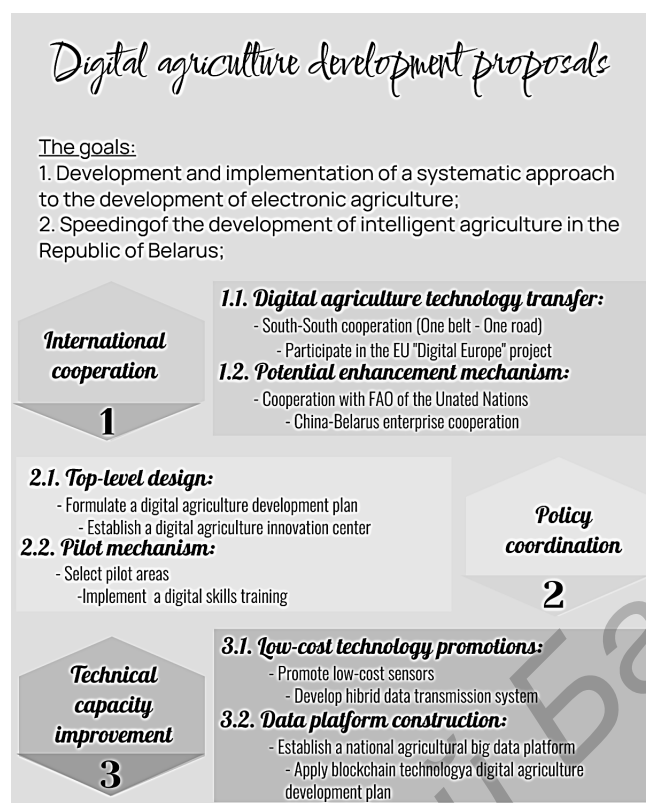 Digital agriculture development proposals
The goals:
1. Development and implementation of a systematic approach
to the development of electronic agriculture;
2. Speedingof the development of intelligent agriculture in the
Republic of Belarus;
International
cooperation
1
1.1. Digital agriculture technology transfer:
- South-South cooperation (One belt - One road)
- Participate in the EU "Digital Europe" project
1.2. Potential enhancement mechanism:
- Cooperation with FAO of the Unated Nations
- China-Belarus enterprise cooperation
2.1. Top-level design:
- Formulate a digital agriculture development plan
- Establish a digital agriculture innovation center
2.2. Pilot mechanism:
- Select pilot areas
-Implement a digital skills training
Policy
coordination
2
Technical
capacity
improvement
3
3.1. Low-cost technology promotions:
- Promote low-cost sensors
- Develop hibrid data transmission system
3.2. Data platform construction:
- Establish a national agricultural big data platform
- Apply blockchain technologya digital agriculture
development plan